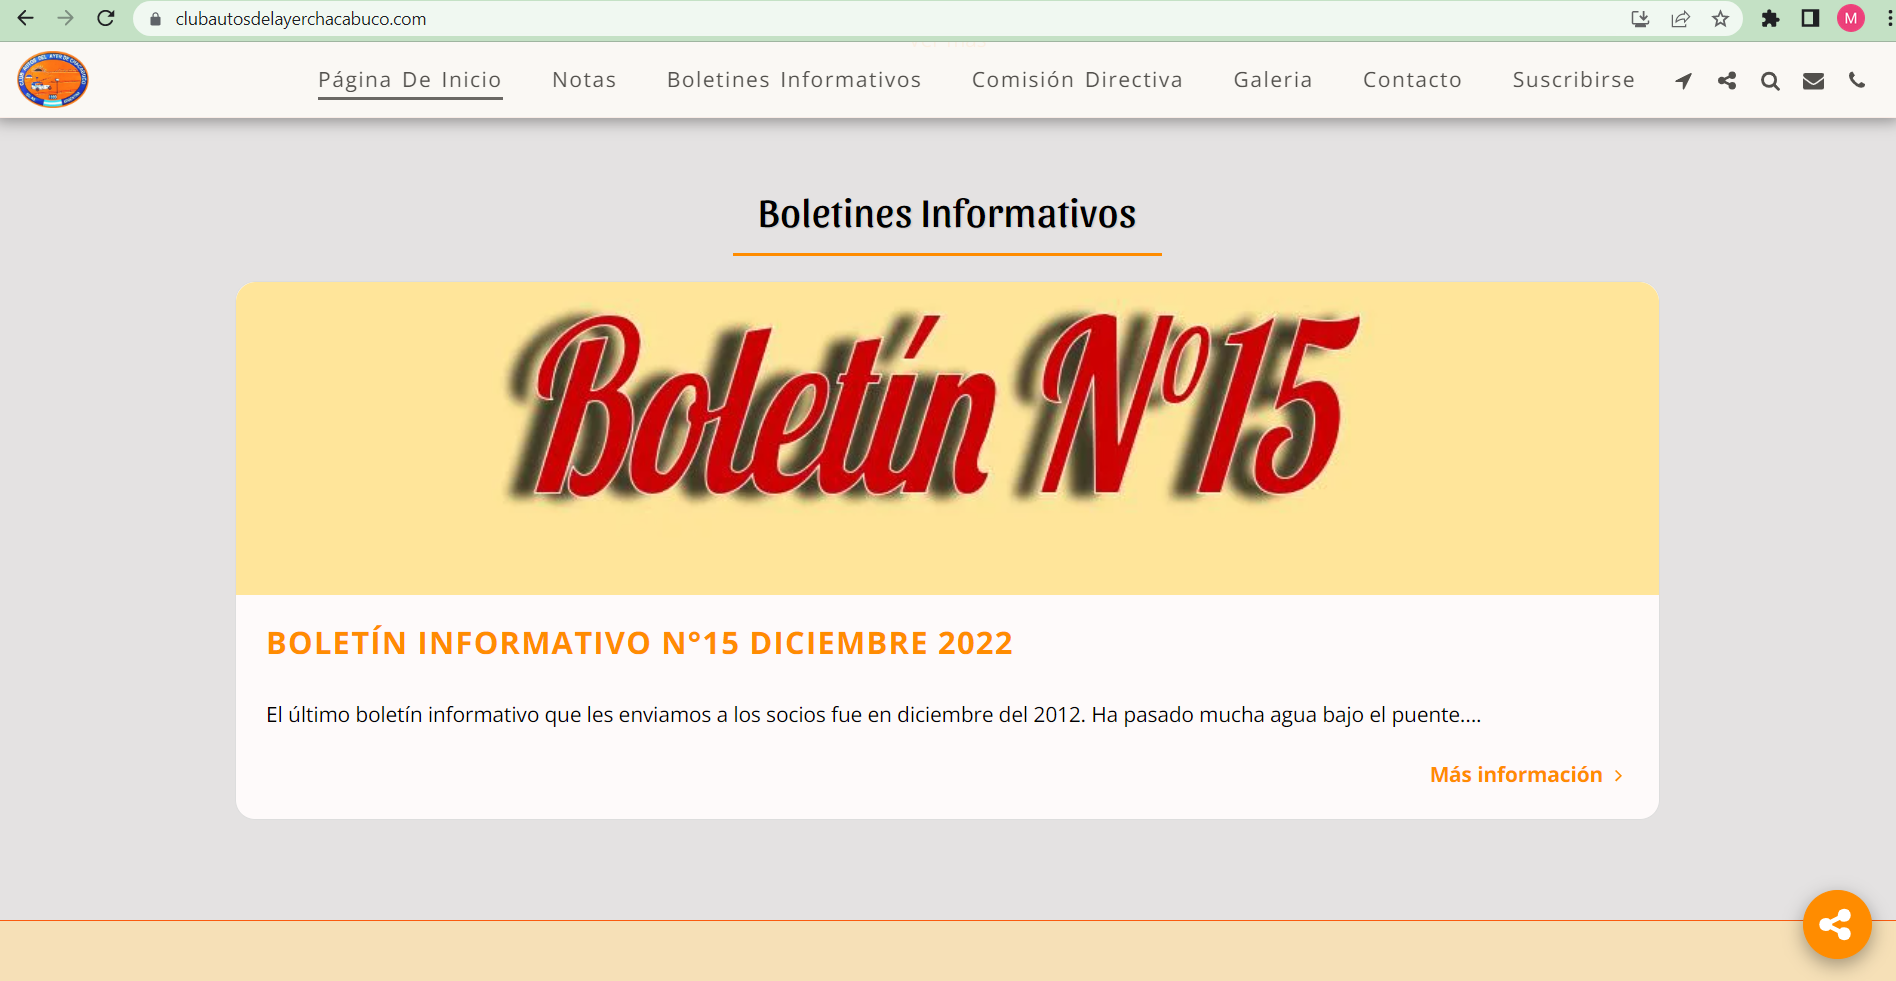 clubautosdelayerchacabuco.com
M
Página De Inicio Notas Boletines Informativos Comisión Directiva Galeria Contacto Suscribirse
Boletines Informativos
Boletín Nº15
BOLETÍN INFORMATIVO N°15 DICIEMBRE 2022
El último boletín informativo que les enviamos a los socios fue en diciembre del 2012. Ha pasado mucha agua bajo el puente....
Más información